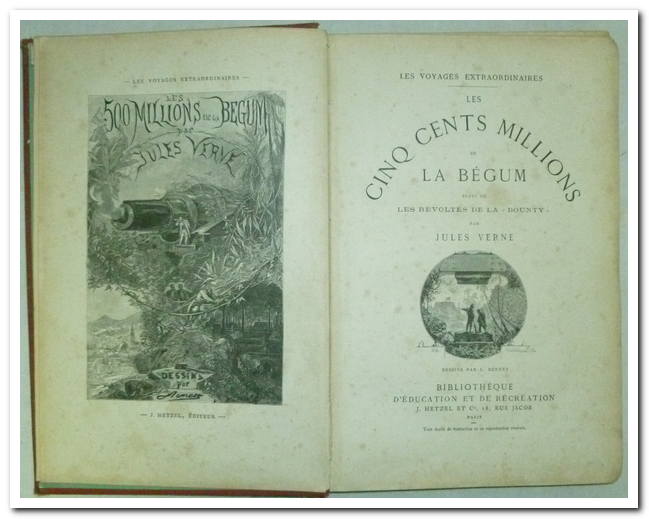 — LES VOYAGES EXTRAORDINAIRES —
LES
500 MILLIONS DE LA BEGUM
par
JULES VERNE
DESSINS
par
— J. HETZEL, ÉDITEUR. —
LES VOYAGES EXTRAORDINAIRES
LES
CINQ CENTS MILLIONS
DE
LA BÉGUM
SUIVI DE
LES RÉVOLTÉS DE LA «BOUNTY»
PAR
JULES VERNE
DESSINS PAR L. BENETT
BIBLIOTHÈQUE
D'ÉDUCATION ET DE RÉCRÉATION
J. HETZEL ET Cie, 18, RUE JACOB
PARIS
Tous droits de traduction et de reproduction réservés.